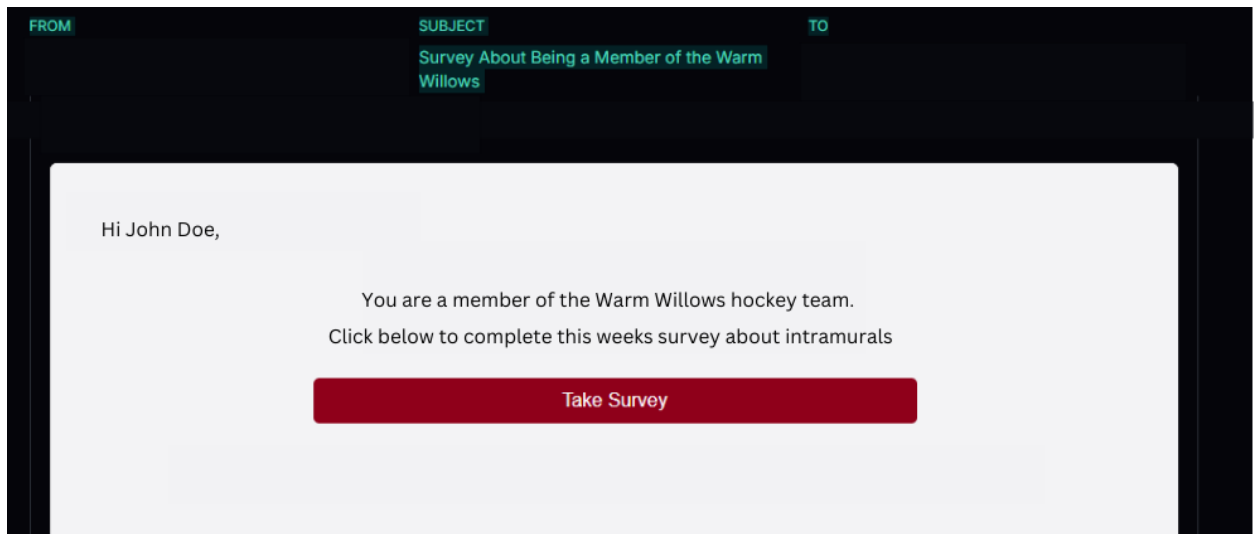 FROM
SUBJECT
TO
Survey About Being a Member of the Warm
Willows
Hi John Doe,
You are a member of the Warm Willows hockey team.
Click below to complete this weeks survey about intramurals
Take Survey